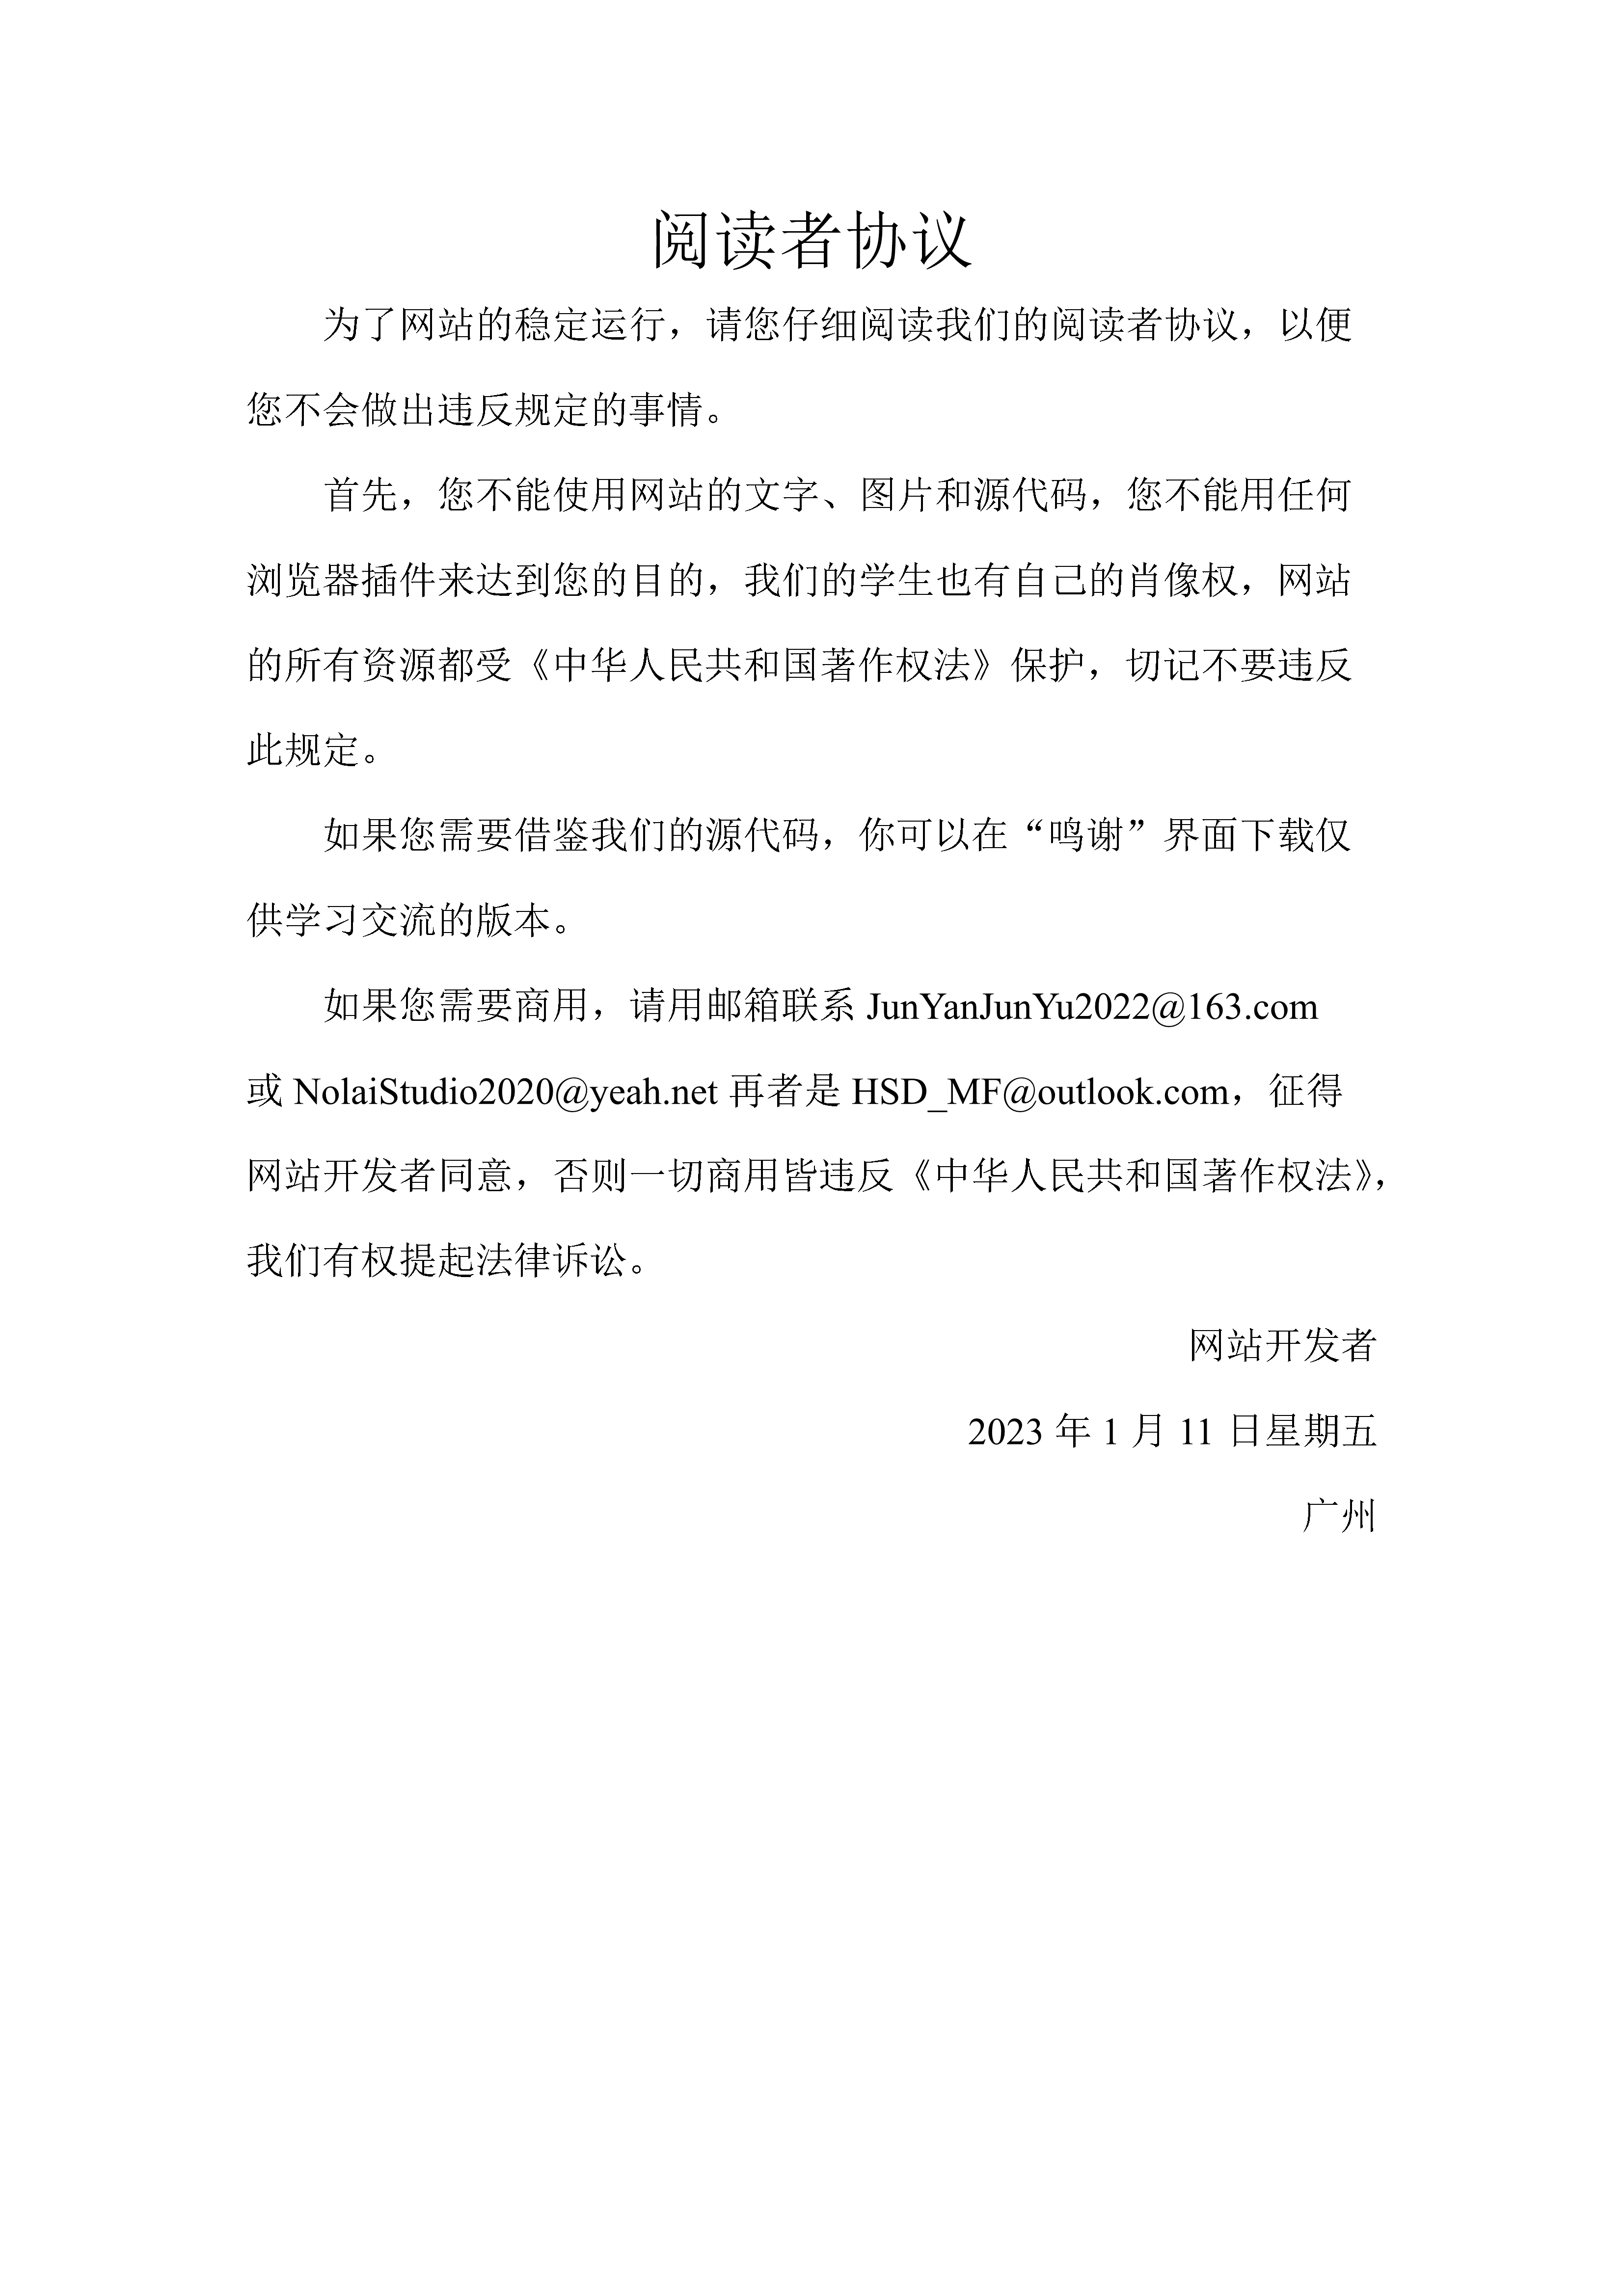 阅读者协议
为了网站的稳定运行，请您仔细阅读我们的阅读者协议，以便
您不会做出违反规定的事情。
首先，您不能使用网站的文字、图片和源代码，您不能用任何
浏览器插件来达到您的目的，我们的学生也有自己的肖像权，网站
的所有资源都受《中华人民共和国著作权法》保护，切记不要违反
此规定。
如果您需要借鉴我们的源代码，你可以在“鸣谢”界面下载仅
供学习交流的版本。
如果您需要商用，请用邮箱联系 JunYanJunYu2022@163.com
或 NolaiStudio2020@yeah.net 再者是 HSD_MF@outlook.com，征得
网站开发者同意，否则一切商用皆违反《中华人民共和国著作权法》，
我们有权提起法律诉讼。
网站开发者
2023 年 1 月 11 日星期五
广州